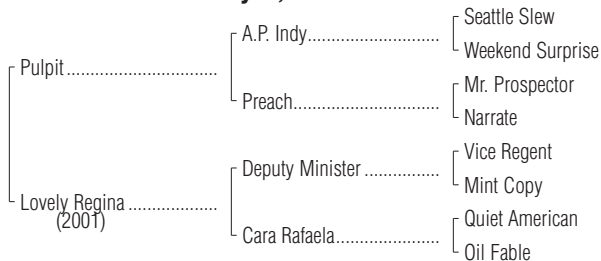 Seattle Slew
A.P. Indy
Weekend Surprise
Pulpit
Mr. Prospector
Preach
Narrate
Vice Regent
Deputy Minister
Mint Copy
Lovely Regina
(2001)
Quiet American
Cara Rafaela
Oil Fable